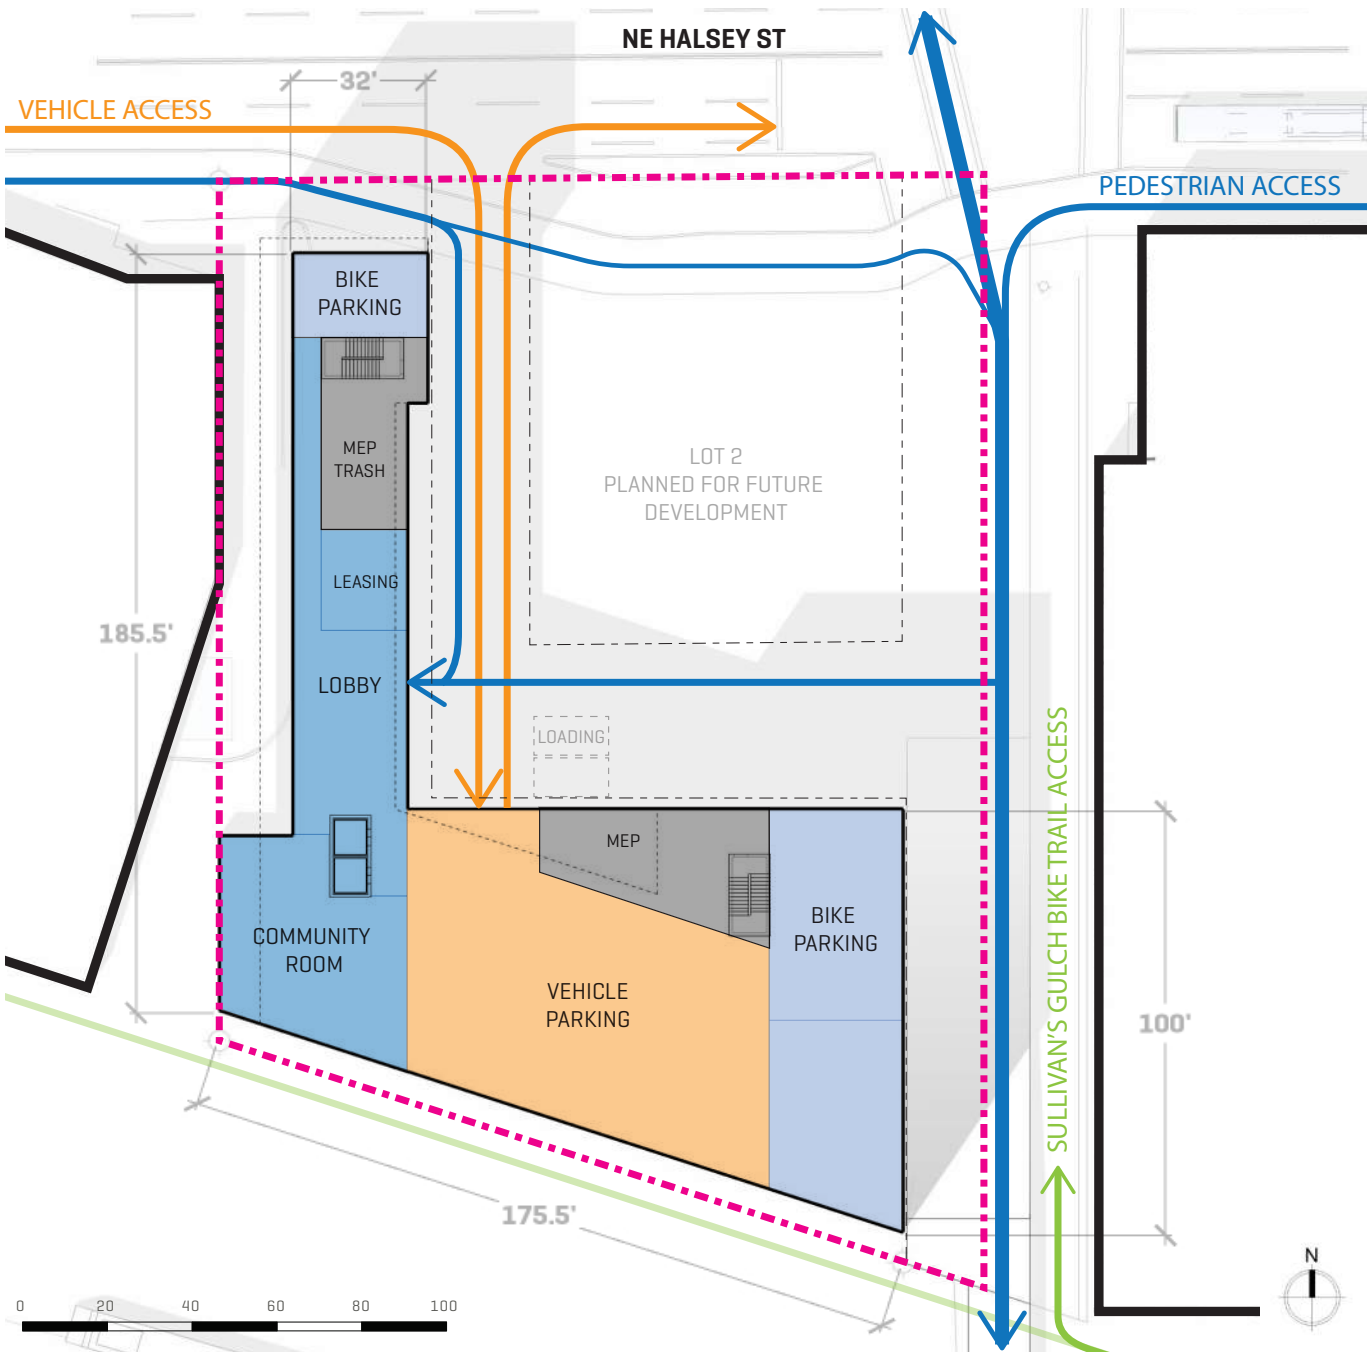 NE HALSEY ST
32'
VEHICLE ACCESS
PEDESTRIAN ACCESS
BIKE
PARKING
MEP
TRASH
LOT 2
PLANNED FOR FUTURE
DEVELOPMENT
LEASING
185.5'
LOBBY
LOADING
SULLIVAN'S GULCH BIKE TRAIL ACCESS
MEP
BIKE
PARKING
COMMUNITY
ROOM
VEHICLE
PARKING
100'
175.5'
N
0 20 40 60 80 100